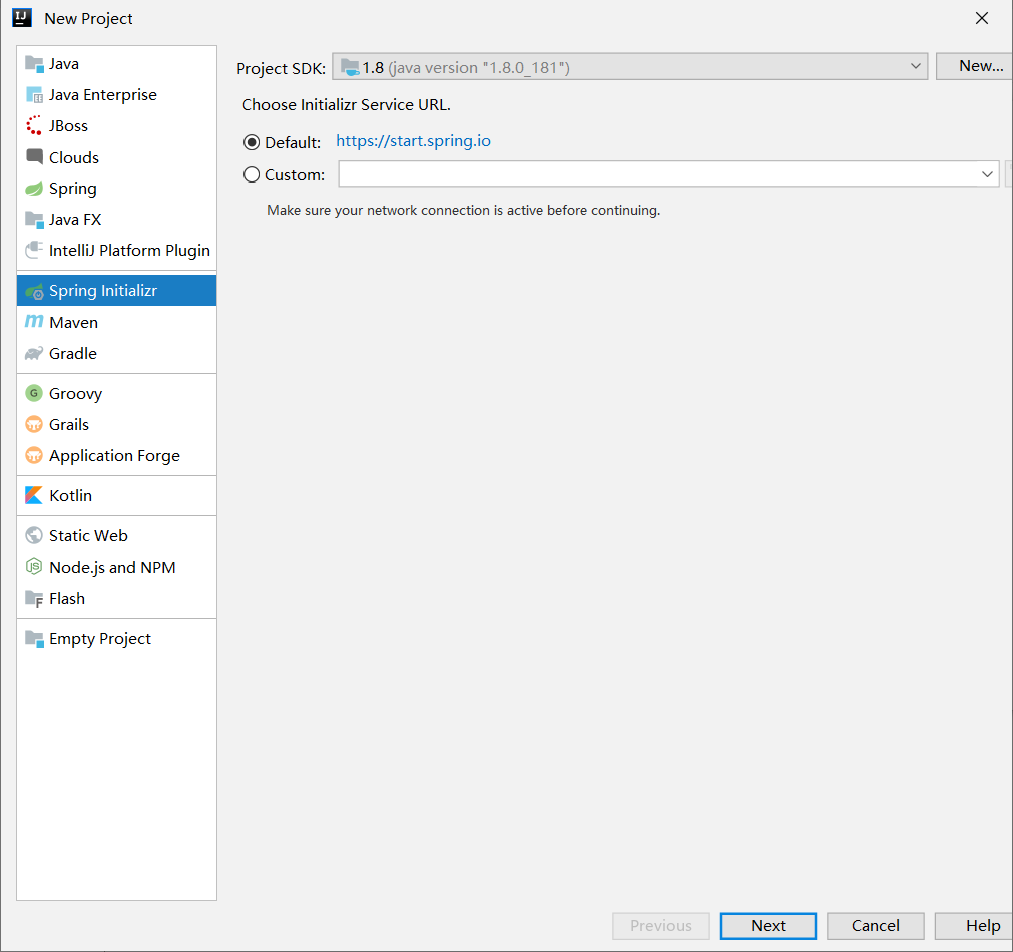 New Project
Java
Java Enterprise
JBoss
Clouds
Spring
Java FX
IntelliJ Platform Plugin
Spring Initializr
Maven
Gradle
Groovy
Grails
Application Forge
Kotlin
Static Web
Node.js and NPM
Flash
Empty Project
Project SDK: 1.8 (java version "1.8.0_181") New...
Choose Initializr Service URL.
Default: https://start.spring.io
Custom:
Make sure your network connection is active before continuing.
Previous Next Cancel Help